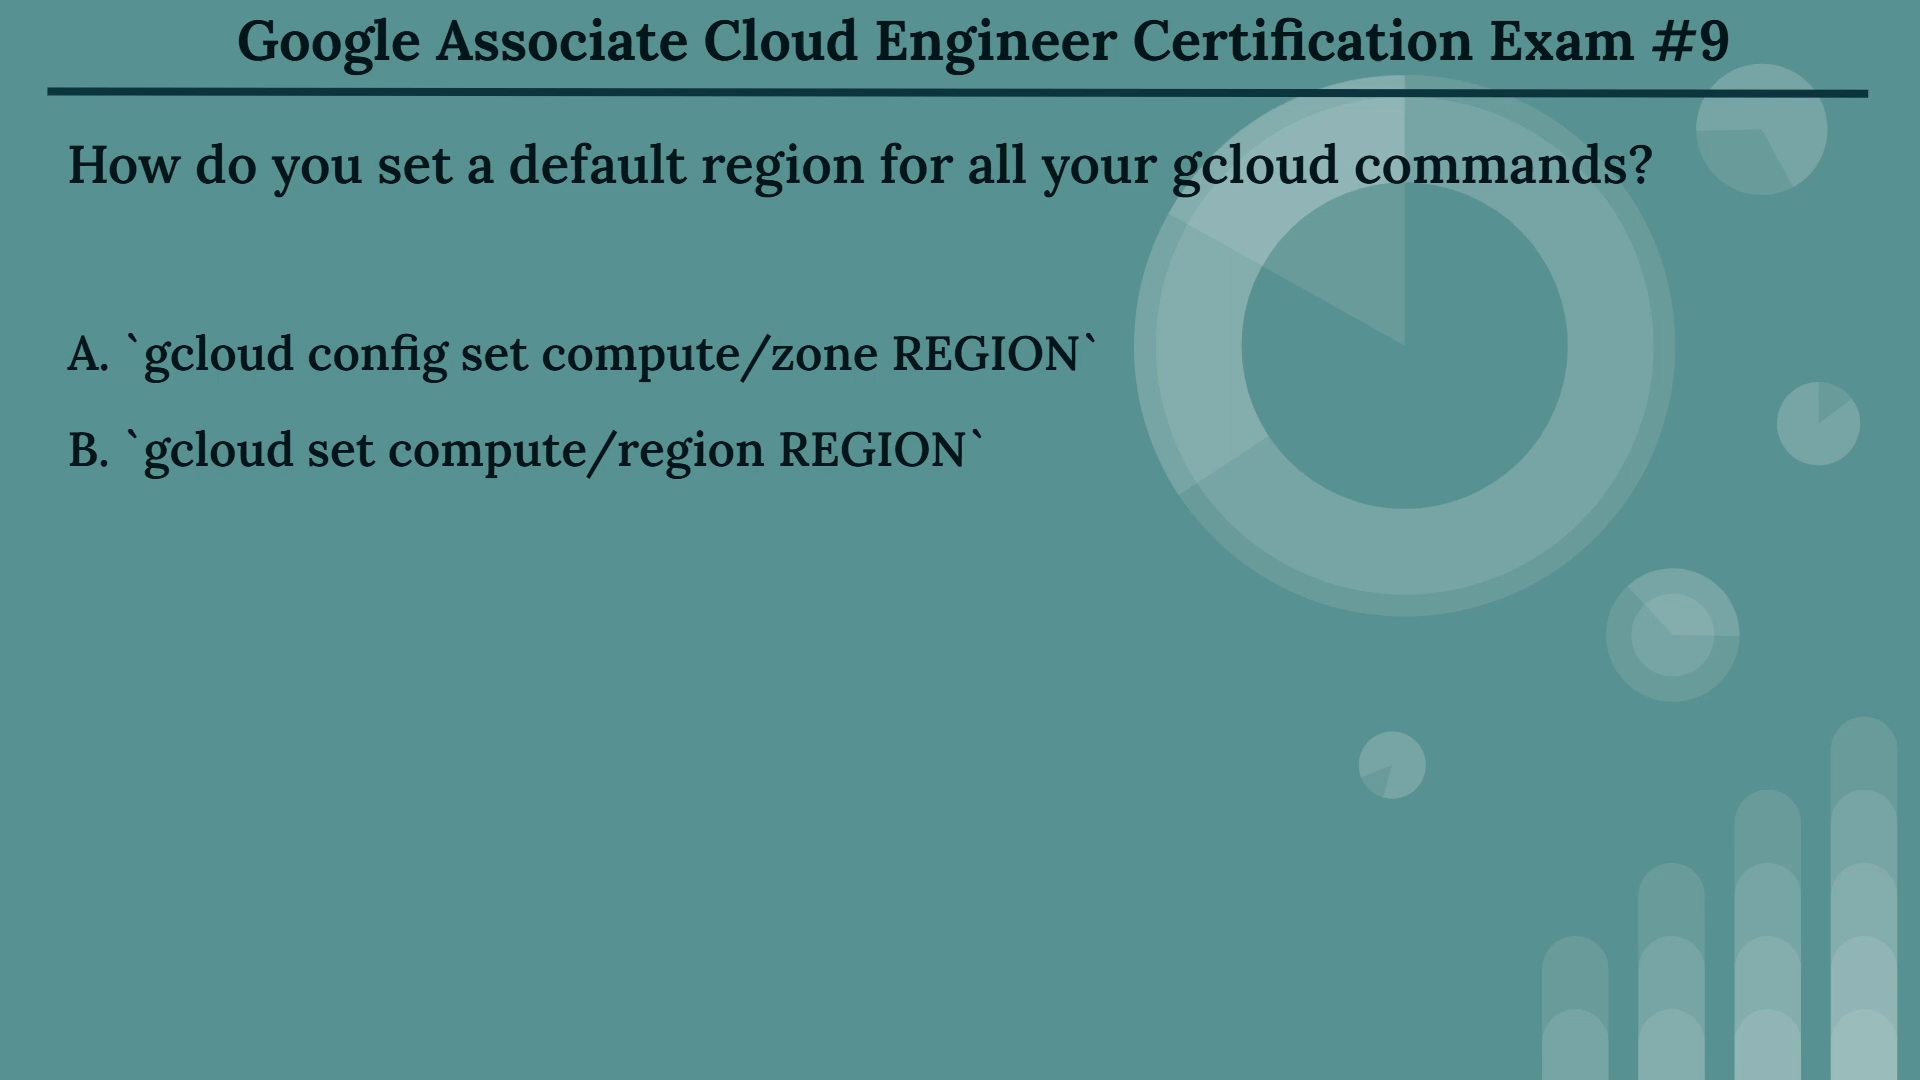 Google Associate Cloud Engineer Certification Exam #9
How do you set a default region for all your gcloud commands?
A. `gcloud config set compute/zone REGION`
B. `gcloud set compute/region REGION`